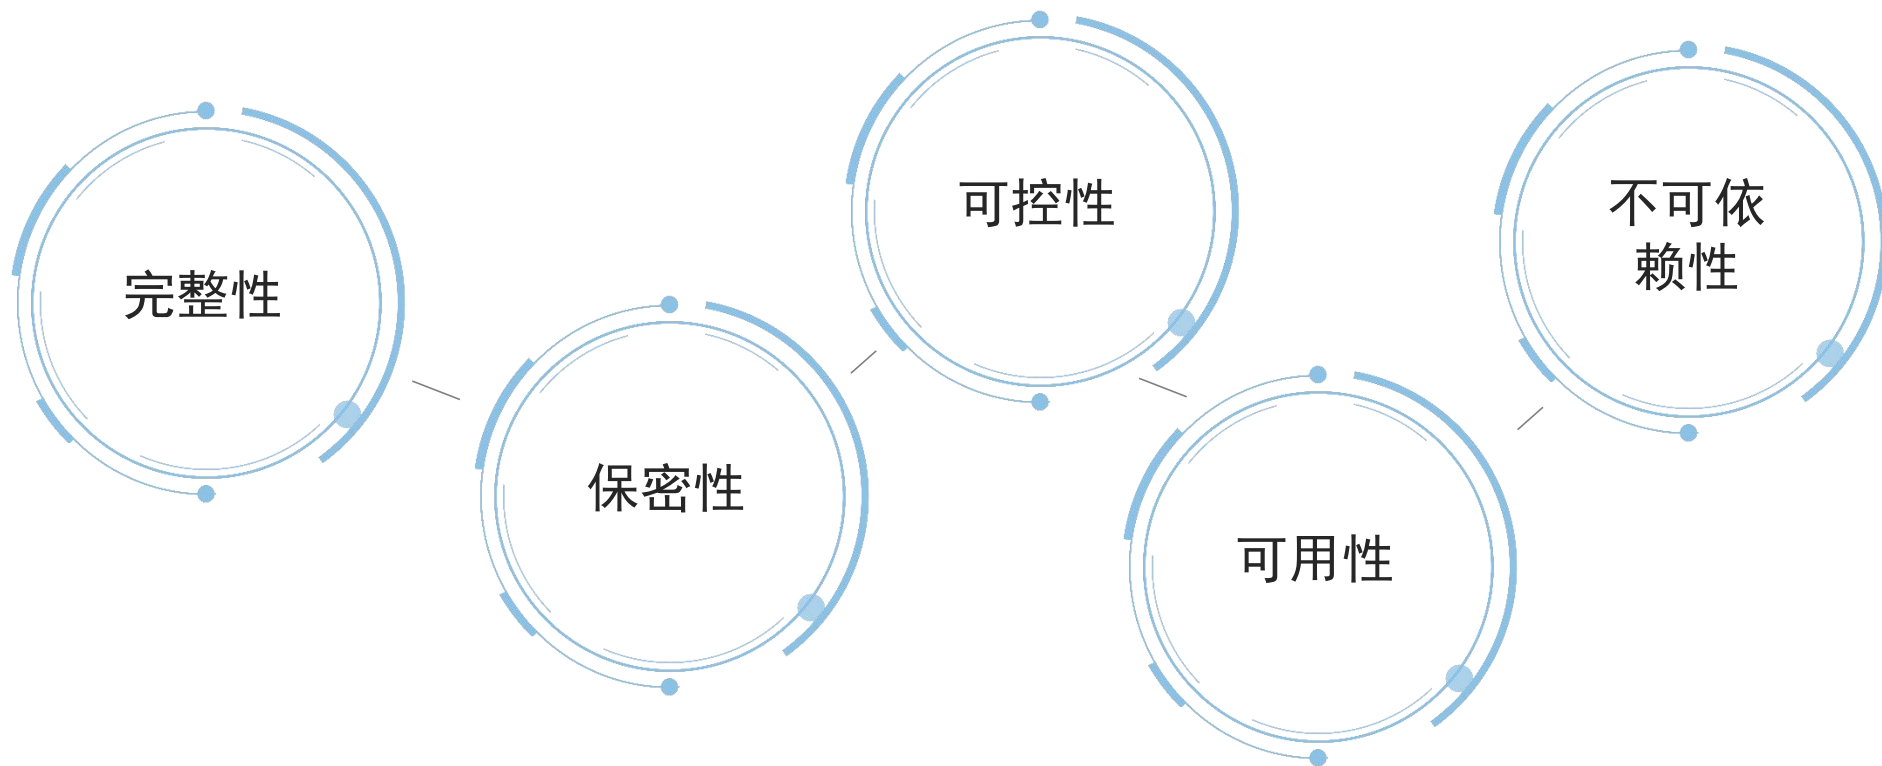 完整性
保密性
可控性
可用性
不可依
赖性